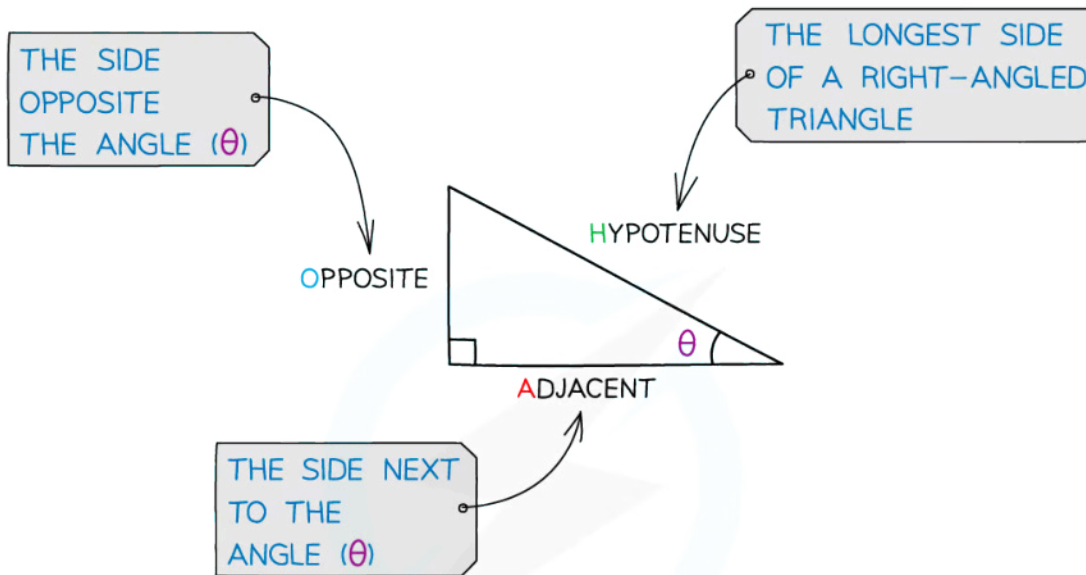 THE SIDE
OPPOSITE
THE ANGLE (θ)
THE LONGEST SIDE
OF A RIGHT-ANGLED
TRIANGLE
HYPOTENUSE
OPPOSITE
θ
ADJACENT
THE SIDE NEXT
TO THE
ANGLE (θ)